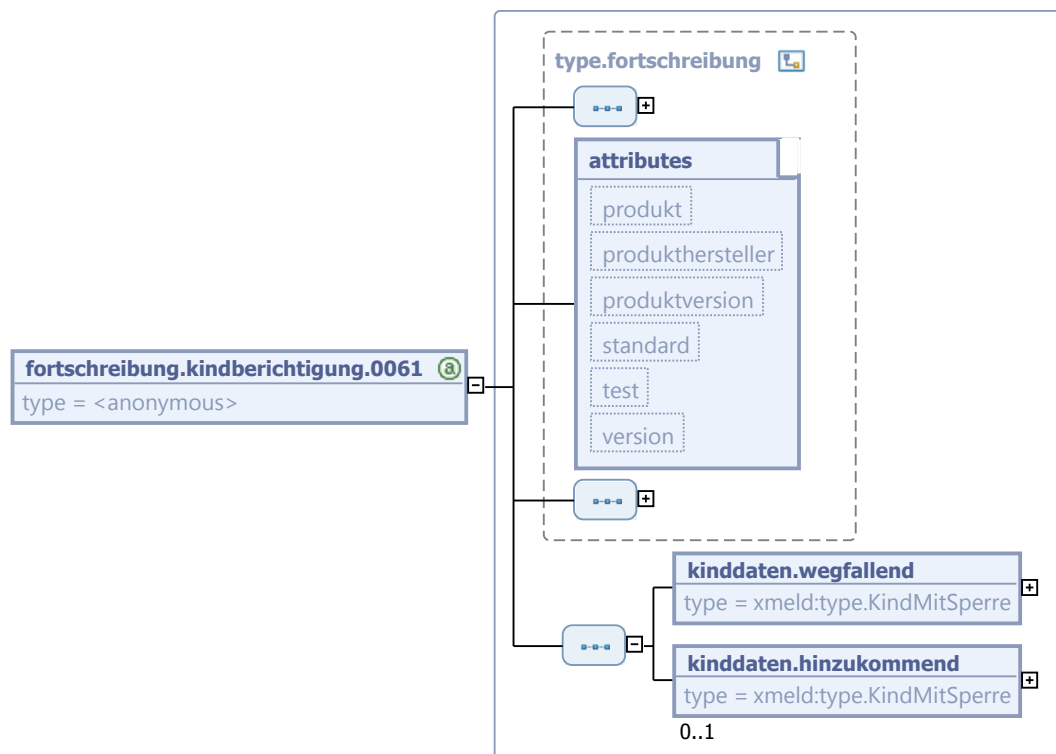 type.fortschreibung
attributes
produkt
produkthersteller
produktversion
standard
test
version
fortschreibung.kindberichtigung.0061
type = <anonymous>
kinddaten.wegfallend
type = xmeld:type.KindMitSperre
kinddaten.hinzukommend
type = xmeld:type.KindMitSperre
0..1